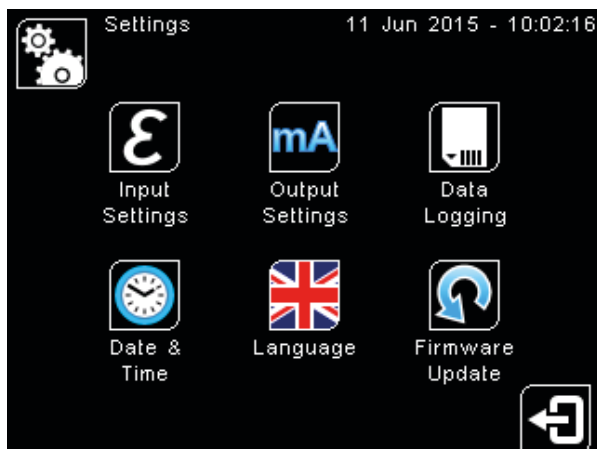 Settings
11 Jun 2015 - 10:02:16
ε
mA
Input
Settings
Output
Settings
Data
Logging
Date &
Time
Language
Firmware
Update